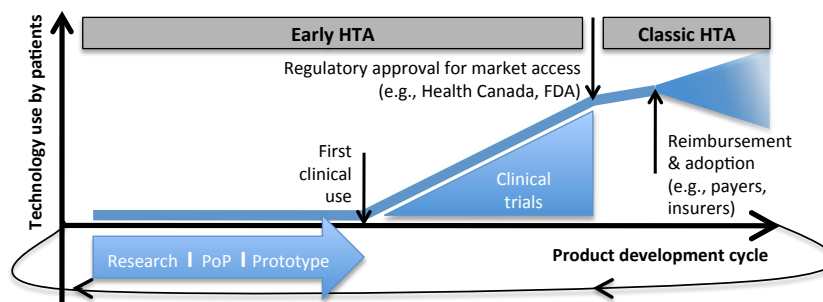 Early HTA
Classic HTA
Technology use by patients
Regulatory approval for market access
(e.g., Health Canada, FDA)
First
clinical
use
Clinical
trials
Reimbursement
& adoption
(e.g., payers,
insurers)
Research I PoP I Prototype
Product development cycle